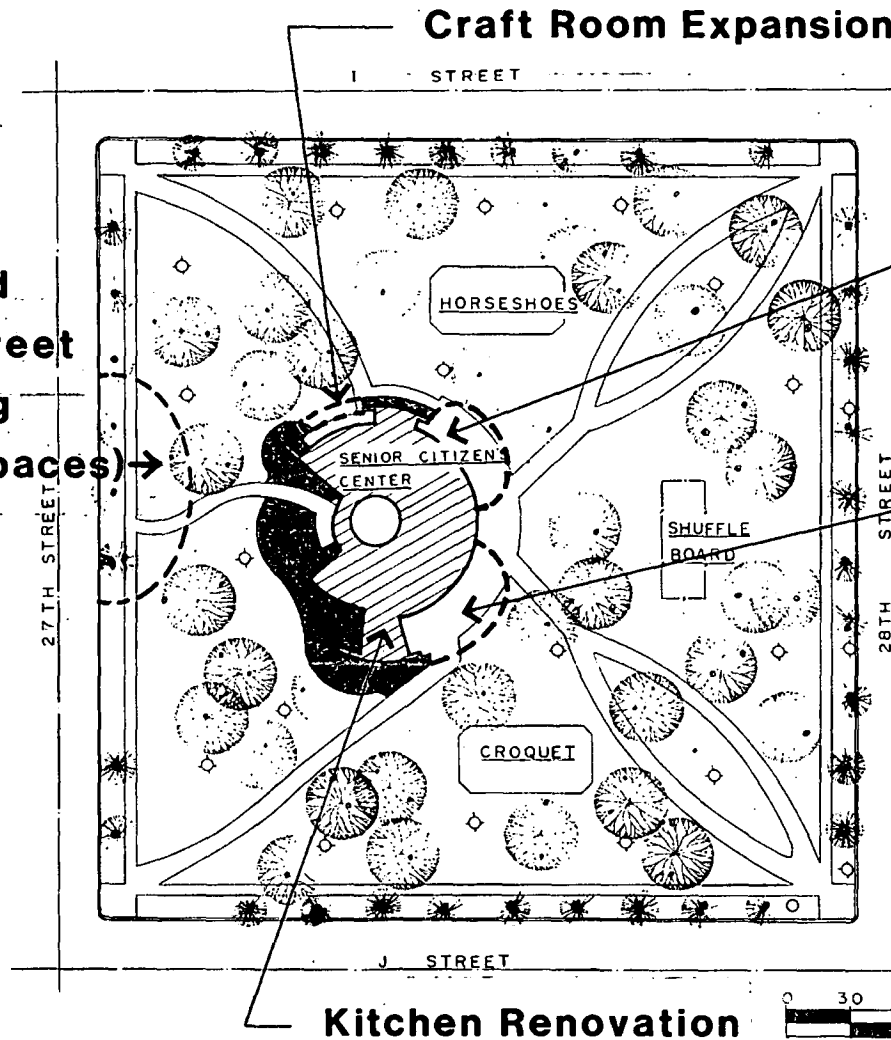 Craft Room Expansion
I STREET
HORSESHOES
SENIOR CITIZEN'S
CENTER
SHUFFLE
BOARD
27TH STREET
28TH STREET
CROQUET
J STREET
Kitchen Renovation
0 30